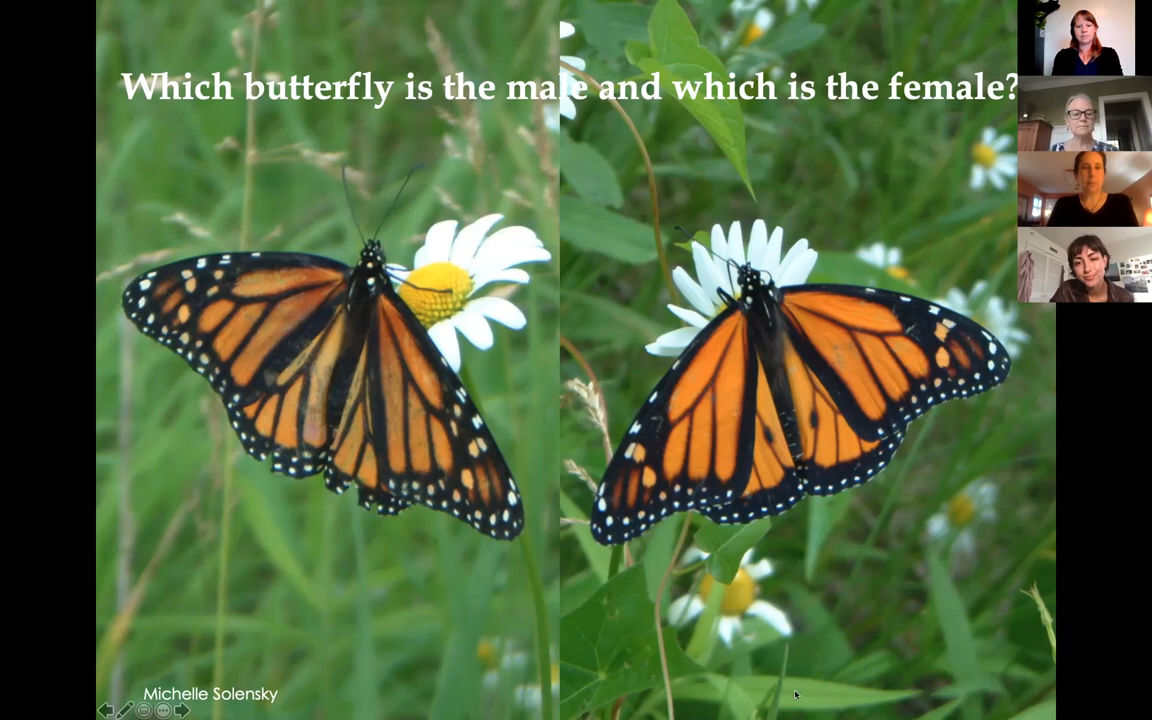 Which butterfly is the male and which is the female?
Michelle Solensky